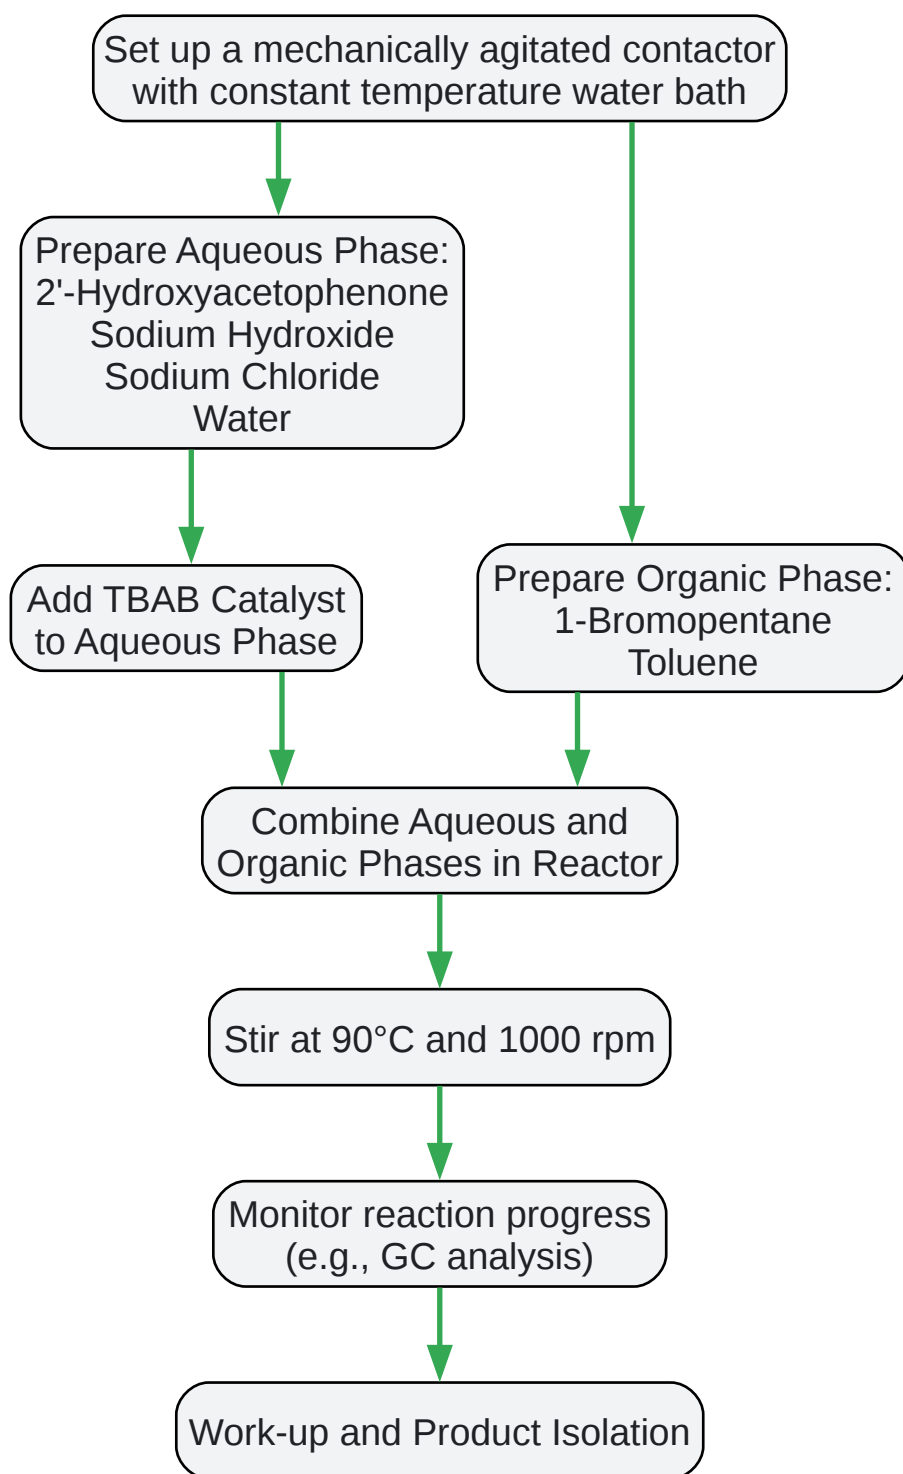 Set up a mechanically agitated contactor
with constant temperature water bath
Prepare Aqueous Phase:
2'-Hydroxyacetophenone
Sodium Hydroxide
Sodium Chloride
Water
Add TBAB Catalyst
to Aqueous Phase
Prepare Organic Phase:
1-Bromopentane
Toluene
Combine Aqueous and
Organic Phases in Reactor
Stir at 90°C and 1000 rpm
Monitor reaction progress
(e.g., GC analysis)
Work-up and Product Isolation